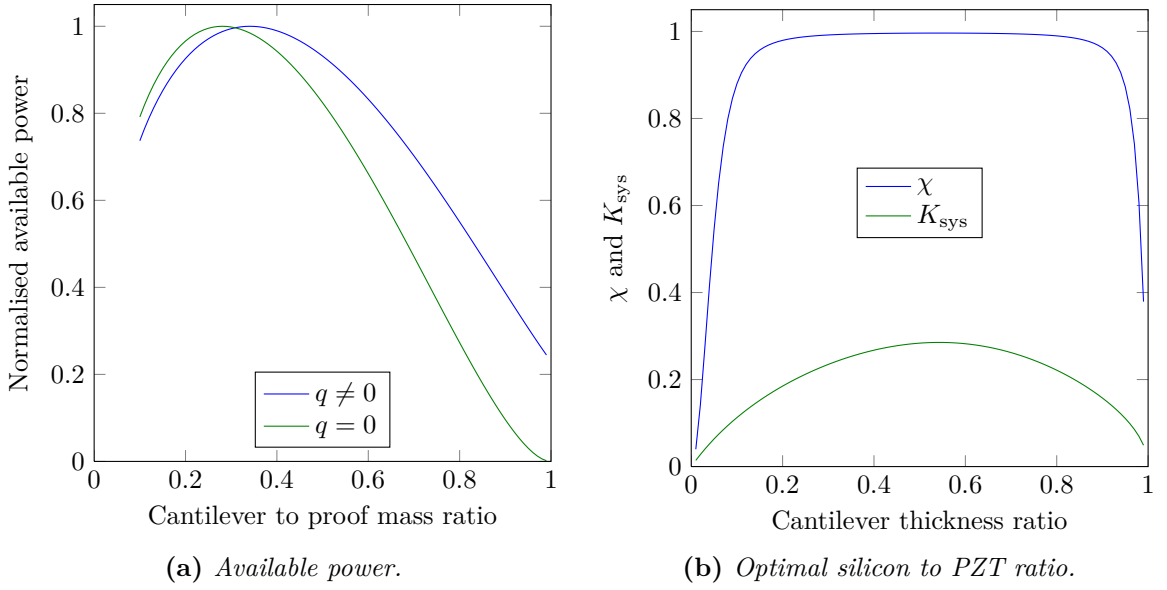 Normalised available power
1
0.8
0.6
0.4
0.2
0
0
0.2
0.4
0.6
0.8
1
q ≠ 0
q = 0
Cantilever to proof mass ratio
(a) Available power.
χ and K_sys
1
0.8
0.6
0.4
0.2
0
0
0.2
0.4
0.6
0.8
1
χ
K_sys
Cantilever thickness ratio
(b) Optimal silicon to PZT ratio.